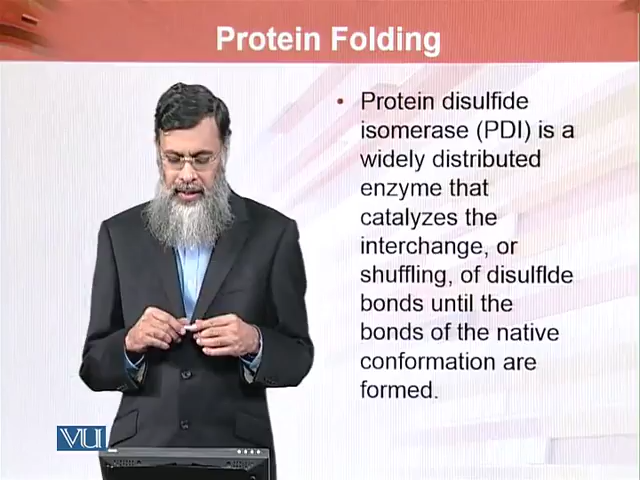 Protein Folding
• Protein disulfide
isomerase (PDI) is a
widely distributed
enzyme that
catalyzes the
interchange, or
shuffling, of disulflde
bonds until the
bonds of the native
conformation are
formed.
VU